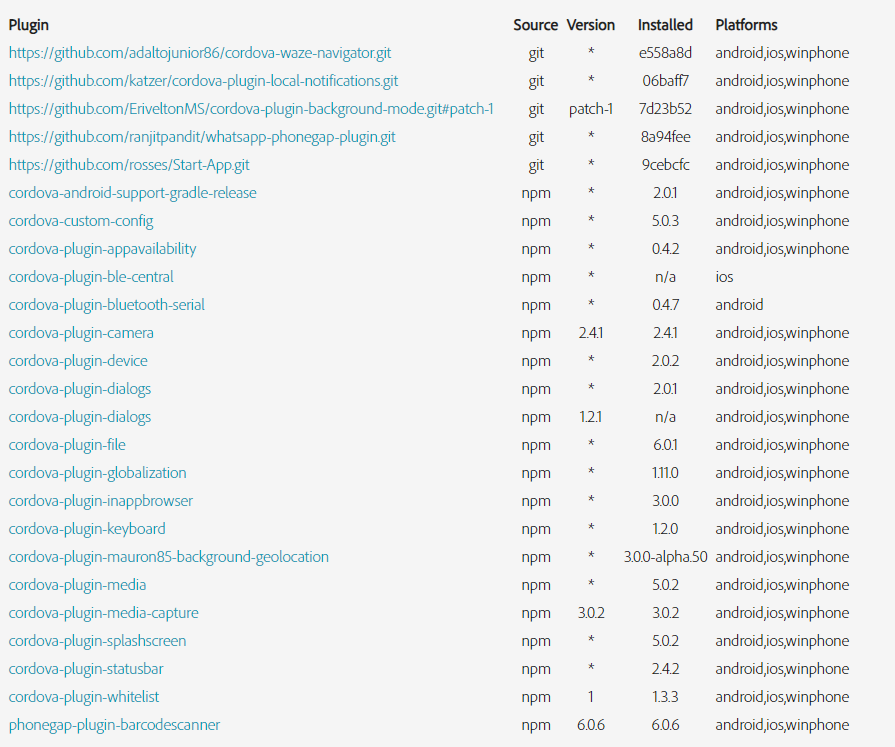 Plugin Source Version Installed Platforms
https://github.com/adaltojunior86/cordova-waze-navigator.git git * e558a8d android,ios,winphone
https://github.com/katzer/cordova-plugin-local-notifications.git git * 06baff7 android,ios,winphone
https://github.com/EriveltonMS/cordova-plugin-background-mode.git#patch-1 git patch-1 7d23b52 android,ios,winphone
https://github.com/ranjitpandit/whatsapp-phonegap-plugin.git git * 8a94fee android,ios,winphone
https://github.com/rosses/Start-App.git git * 9cebcfc android,ios,winphone
cordova-android-support-gradle-release npm * 2.0.1 android,ios,winphone
cordova-custom-config npm * 5.0.3 android,ios,winphone
cordova-plugin-appavailability npm * 0.4.2 android,ios,winphone
cordova-plugin-ble-central npm * n/a ios
cordova-plugin-bluetooth-serial npm * 0.4.7 android
cordova-plugin-camera npm 2.4.1 2.4.1 android,ios,winphone
cordova-plugin-device npm * 2.0.2 android,ios,winphone
cordova-plugin-dialogs npm * 2.0.1 android,ios,winphone
cordova-plugin-dialogs npm 1.2.1 n/a android,ios,winphone
cordova-plugin-file npm * 6.0.1 android,ios,winphone
cordova-plugin-globalization npm * 1.11.0 android,ios,winphone
cordova-plugin-inappbrowser npm * 3.0.0 android,ios,winphone
cordova-plugin-keyboard npm * 1.2.0 android,ios,winphone
cordova-plugin-mauron85-background-geolocation npm * 3.0.0-alpha.50 android,ios,winphone
cordova-plugin-media npm * 5.0.2 android,ios,winphone
cordova-plugin-media-capture npm 3.0.2 3.0.2 android,ios,winphone
cordova-plugin-splashscreen npm * 5.0.2 android,ios,winphone
cordova-plugin-statusbar npm * 2.4.2 android,ios,winphone
cordova-plugin-whitelist npm 1 1.3.3 android,ios,winphone
phonegap-plugin-barcodescanner npm 6.0.6 6.0.6 android,ios,winphone